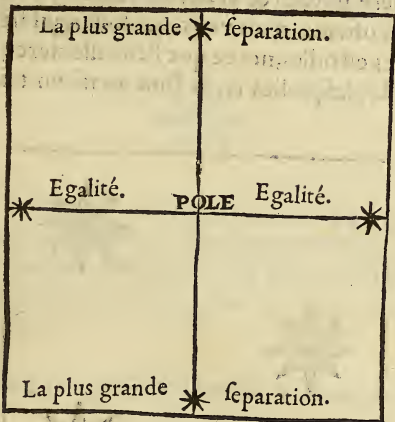 La plus grande ſeparation.
Egalité. POLE Egalité.
La plus grande ſeparation.